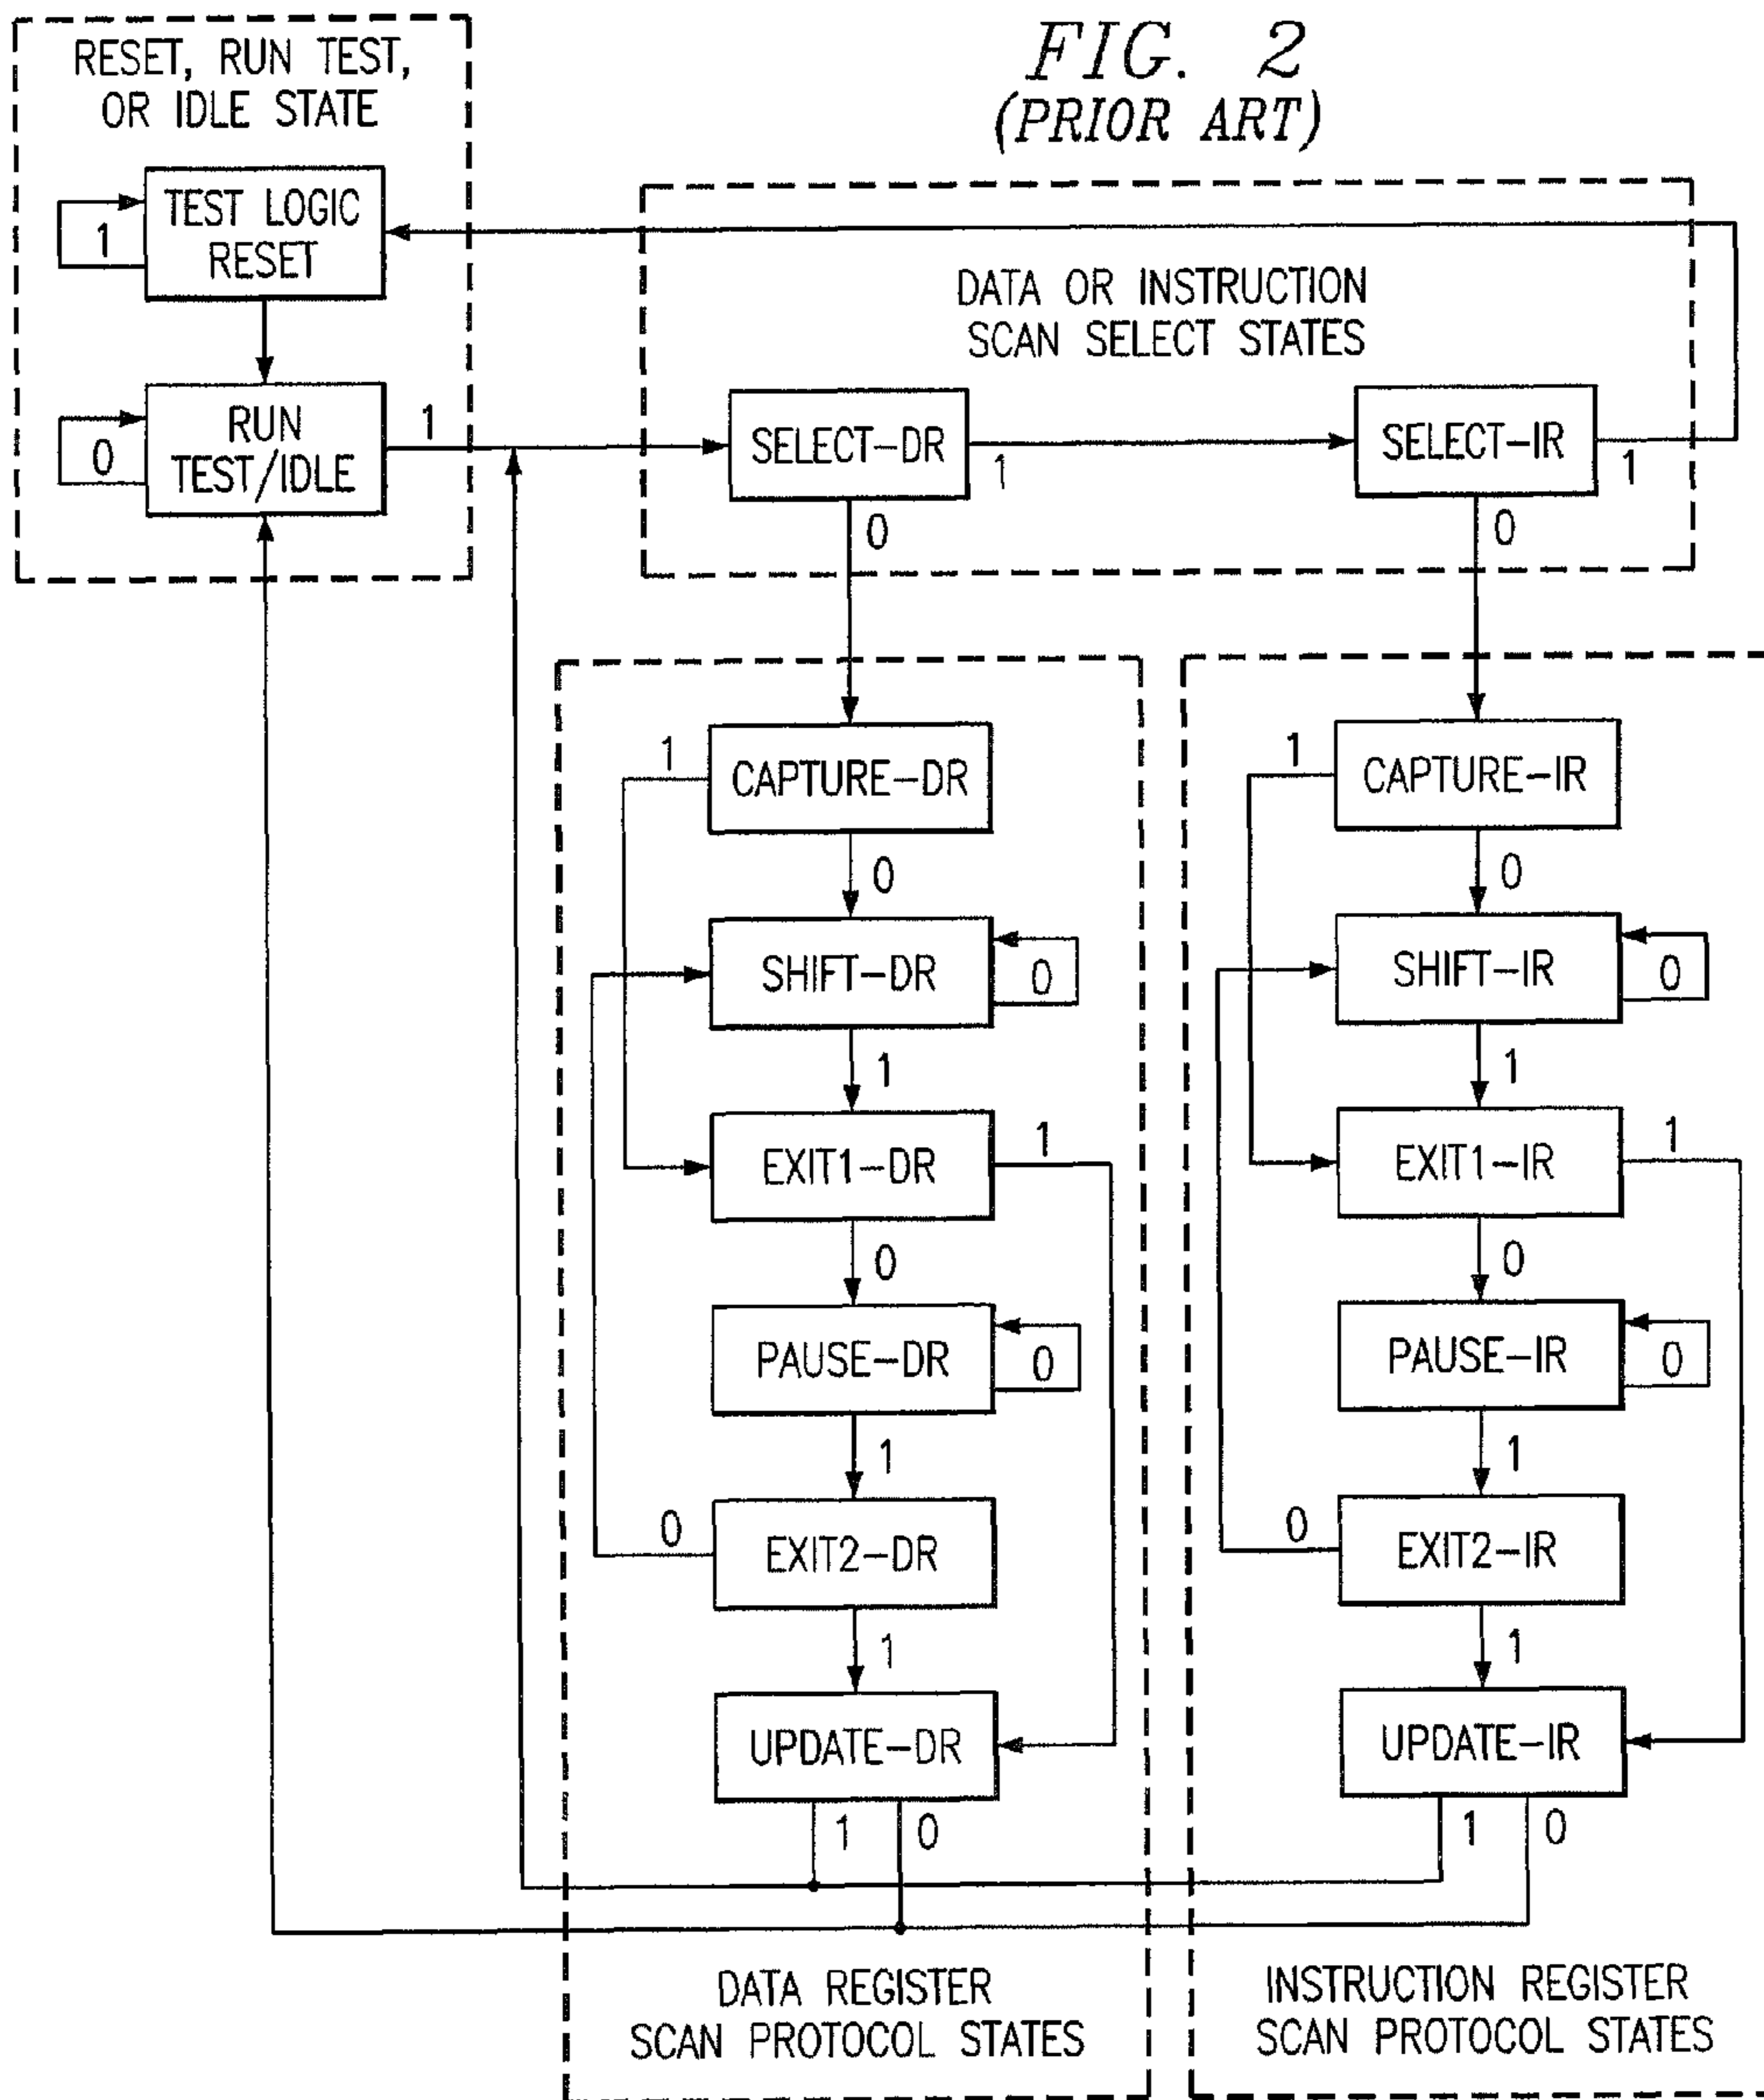 FIG. 2
(PRIOR ART)
RESET, RUN TEST,
OR IDLE STATE
TEST LOGIC
RESET
1
RUN
TEST/IDLE
0
1
DATA OR INSTRUCTION
SCAN SELECT STATES
SELECT-DR
1
0
SELECT-IR
1
0
CAPTURE-DR
1
0
SHIFT-DR
0
1
EXIT1-DR
1
0
PAUSE-DR
0
1
EXIT2-DR
0
1
UPDATE-DR
1
0
DATA REGISTER
SCAN PROTOCOL STATES
CAPTURE-IR
1
0
SHIFT-IR
0
1
EXIT1-IR
1
0
PAUSE-IR
0
1
EXIT2-IR
0
1
UPDATE-IR
1
0
INSTRUCTION REGISTER
SCAN PROTOCOL STATES